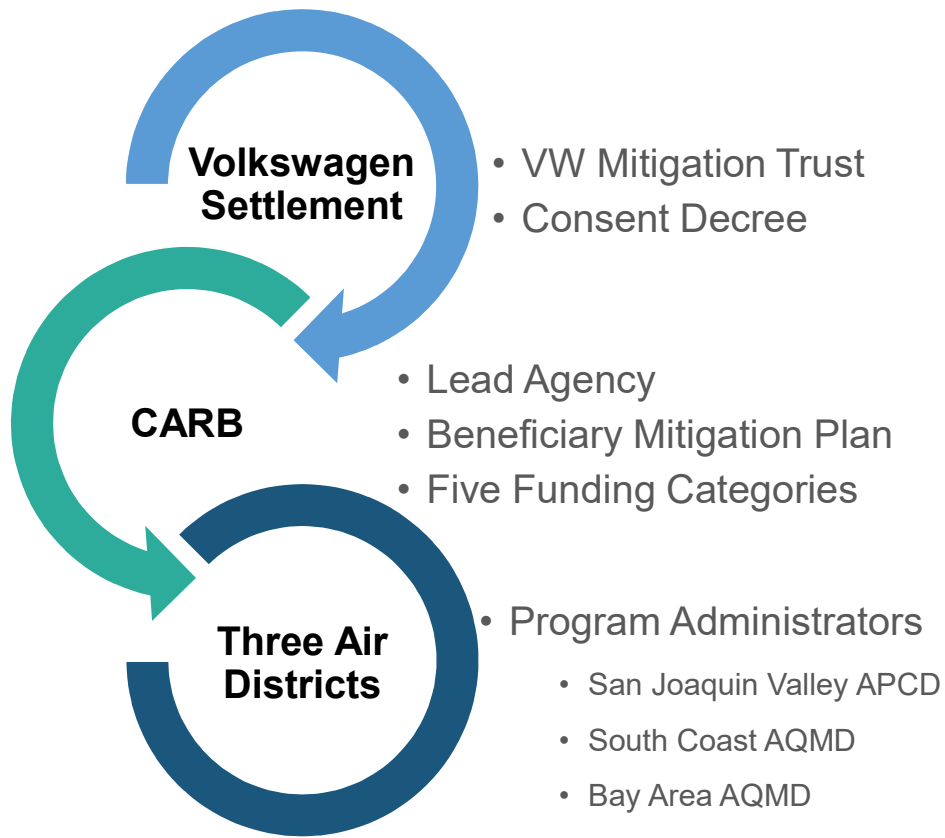 Volkswagen
Settlement
• VW Mitigation Trust
• Consent Decree
CARB
• Lead Agency
• Beneficiary Mitigation Plan
• Five Funding Categories
Three Air
Districts
• Program Administrators
• San Joaquin Valley APCD
• South Coast AQMD
• Bay Area AQMD